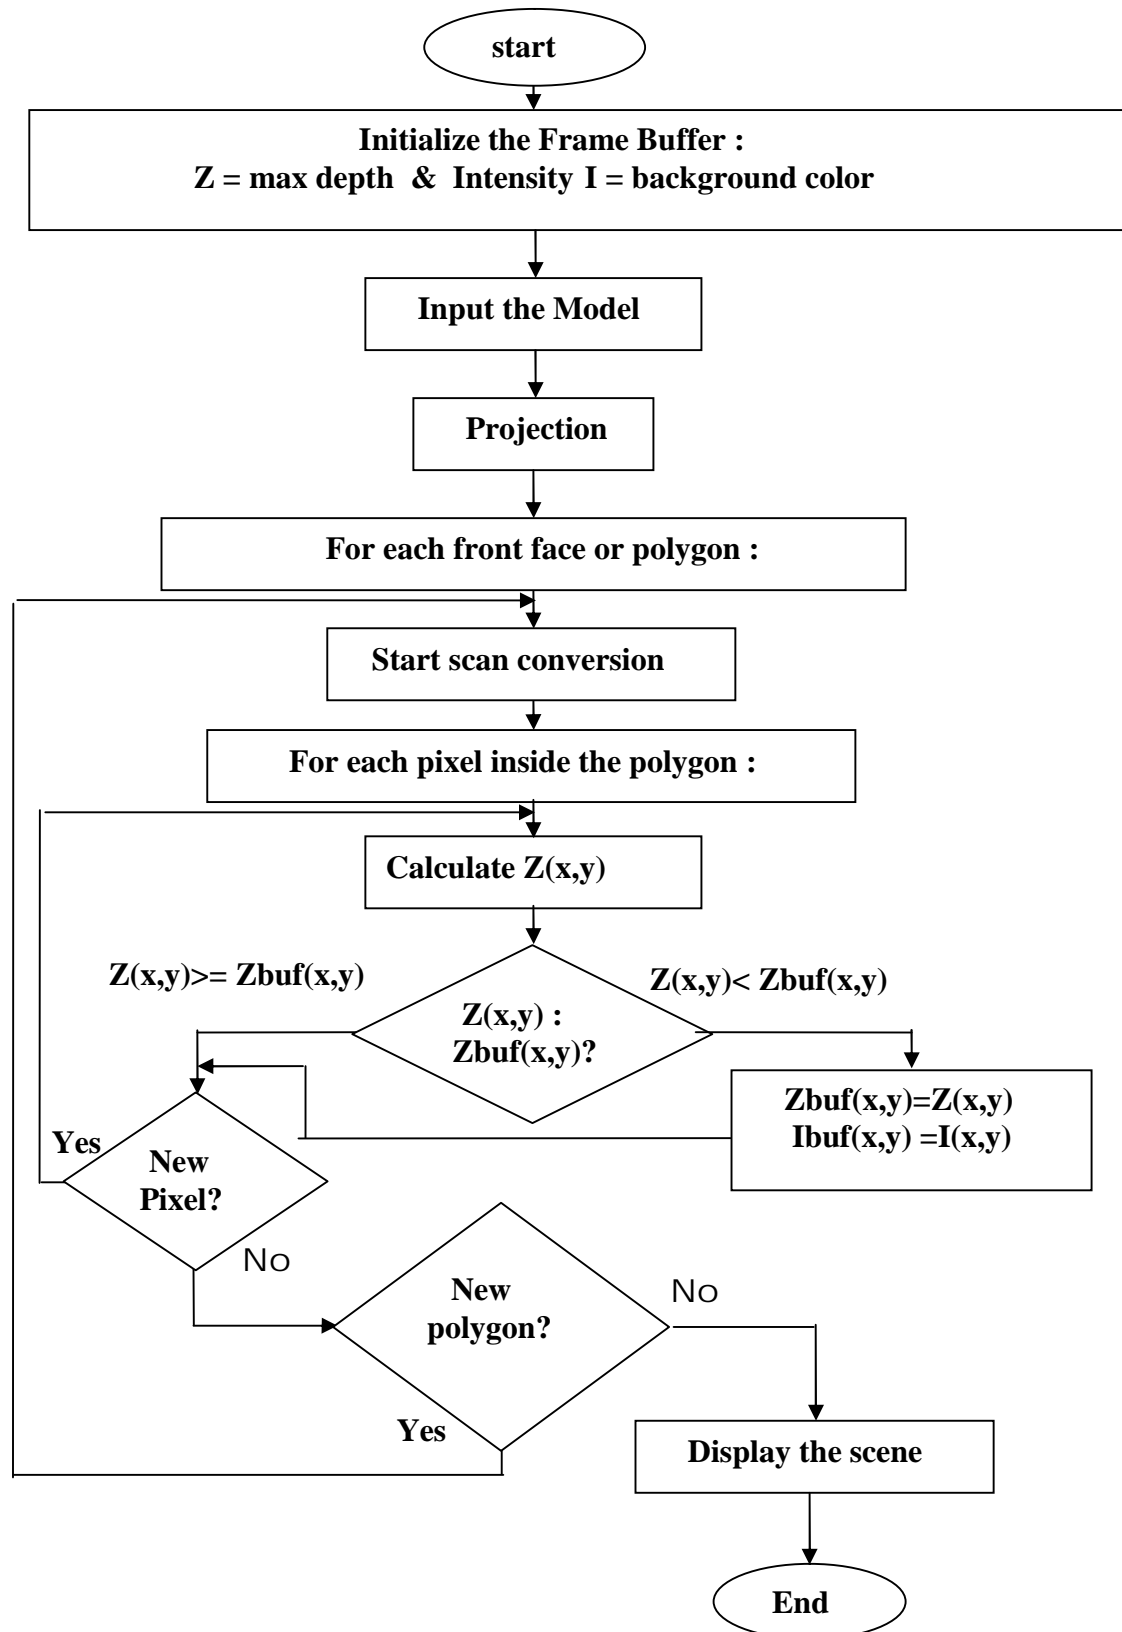 start
Initialize the Frame Buffer :
Z = max depth & Intensity I = background color
Input the Model
Projection
For each front face or polygon :
Start scan conversion
For each pixel inside the polygon :
Calculate Z(x,y)
Z(x,y)>= Zbuf(x,y)
Z(x,y)< Zbuf(x,y)
Z(x,y) :
Zbuf(x,y)?
Zbuf(x,y)=Z(x,y)
Ibuf(x,y) =I(x,y)
Yes
New
Pixel?
No
New
polygon?
No
Yes
Display the scene
End